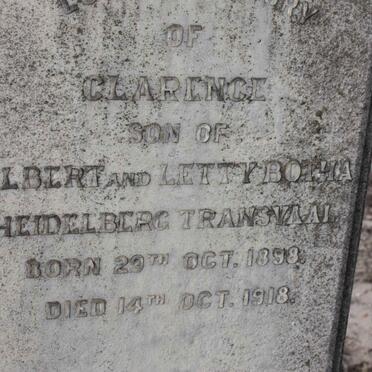 OF
CLARENCE
SON OF
LBERT AND LETTY BOTHA
HEIDELBERG TRANSVAAL
BORN 29TH OCT. 1898.
DIED 14TH OCT. 1918.